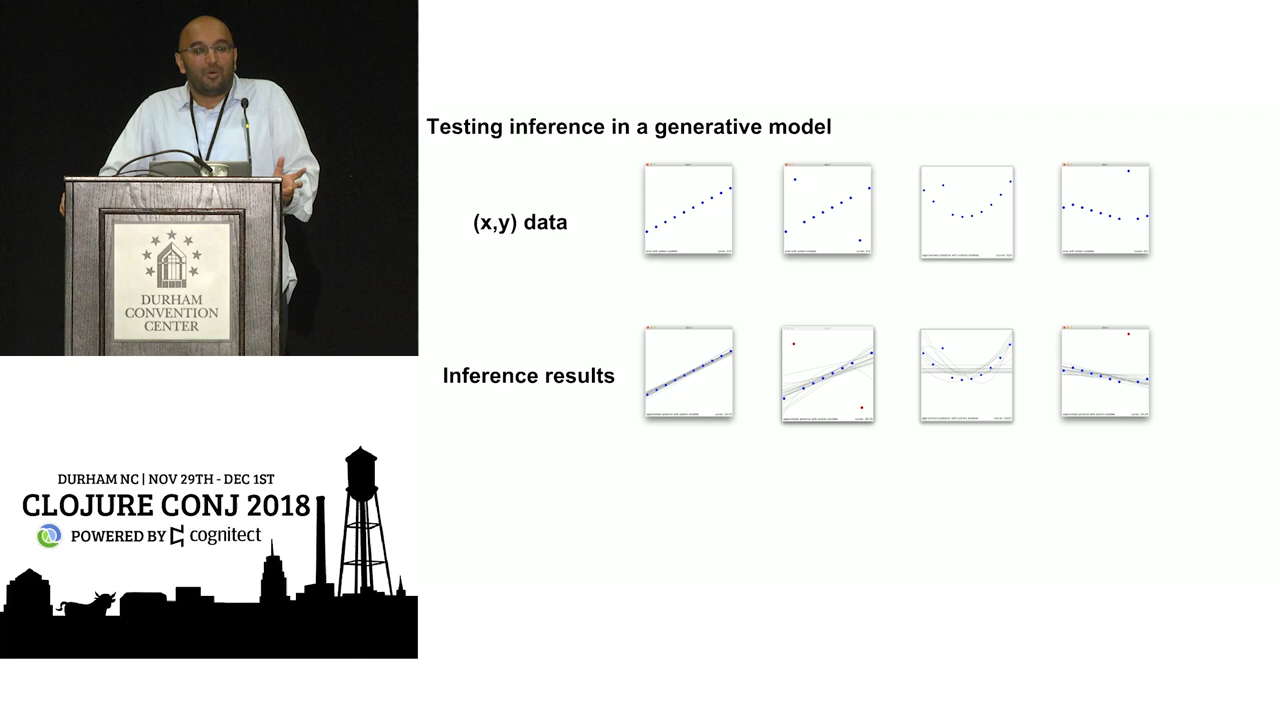 Testing inference in a generative model
(x,y) data
Inference results
DURHAM
CONVENTION
CENTER
DURHAM NC | NOV 29TH - DEC 1ST
CLOJURE CONJ 2018
POWERED BY cognitect